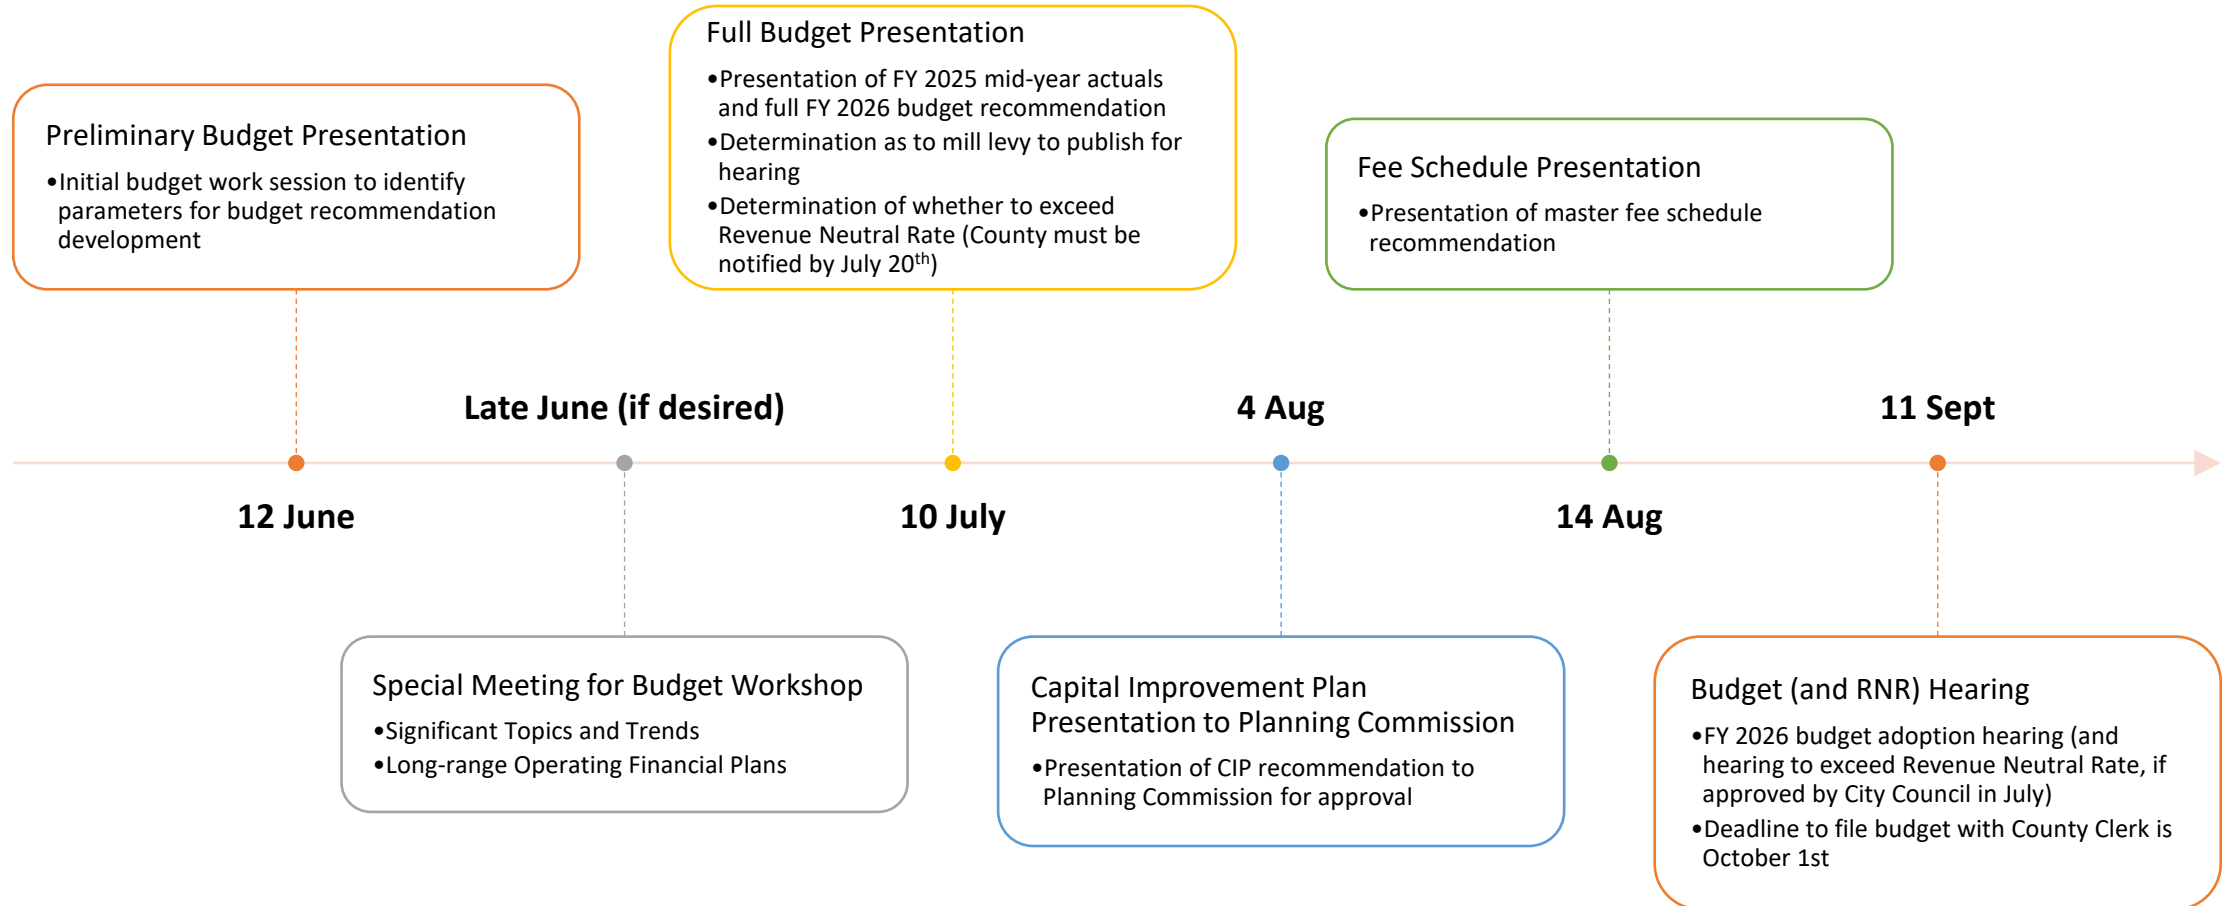 Full Budget Presentation
•Presentation of FY 2025 mid-year actuals
and full FY 2026 budget recommendation
•Determination as to mill levy to publish for
hearing
•Determination of whether to exceed
Revenue Neutral Rate (County must be
notified by July 20th)
Preliminary Budget Presentation
•Initial budget work session to identify
parameters for budget recommendation
development
Fee Schedule Presentation
•Presentation of master fee schedule
recommendation
Late June (if desired)
4 Aug
11 Sept
12 June
10 July
14 Aug
Special Meeting for Budget Workshop
•Significant Topics and Trends
•Long-range Operating Financial Plans
Capital Improvement Plan
Presentation to Planning Commission
•Presentation of CIP recommendation to
Planning Commission for approval
Budget (and RNR) Hearing
•FY 2026 budget adoption hearing (and
hearing to exceed Revenue Neutral Rate, if
approved by City Council in July)
•Deadline to file budget with County Clerk is
October 1st